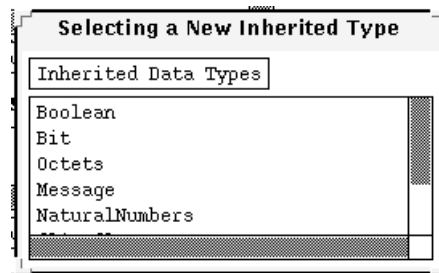 Selecting a New Inherited Type
Inherited Data Types
Boolean
Bit
Octets
Message
NaturalNumbers